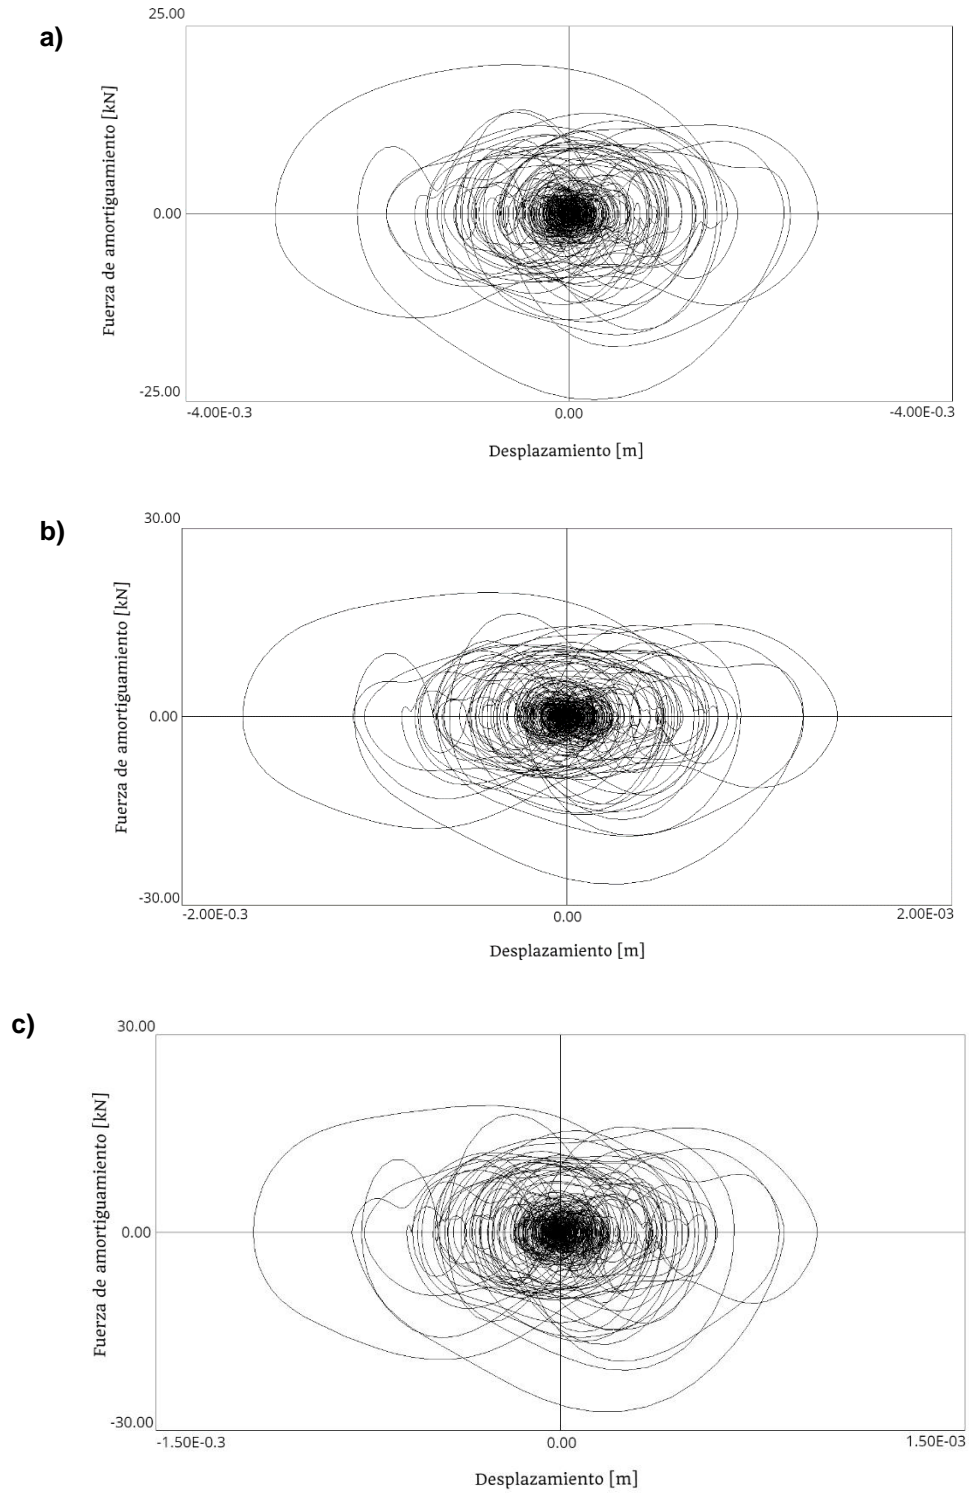 a)
25.00
Fuerza de amortiguamiento [kN]
0.00
-25.00
-4.00E-0.3
0.00
-4.00E-0.3
Desplazamiento [m]
b)
30.00
Fuerza de amortiguamiento [kN]
0.00
-30.00
-2.00E-0.3
0.00
2.00E-03
Desplazamiento [m]
c)
30.00
Fuerza de amortiguamiento [kN]
0.00
-30.00
-1.50E-0.3
0.00
1.50E-03
Desplazamiento [m]